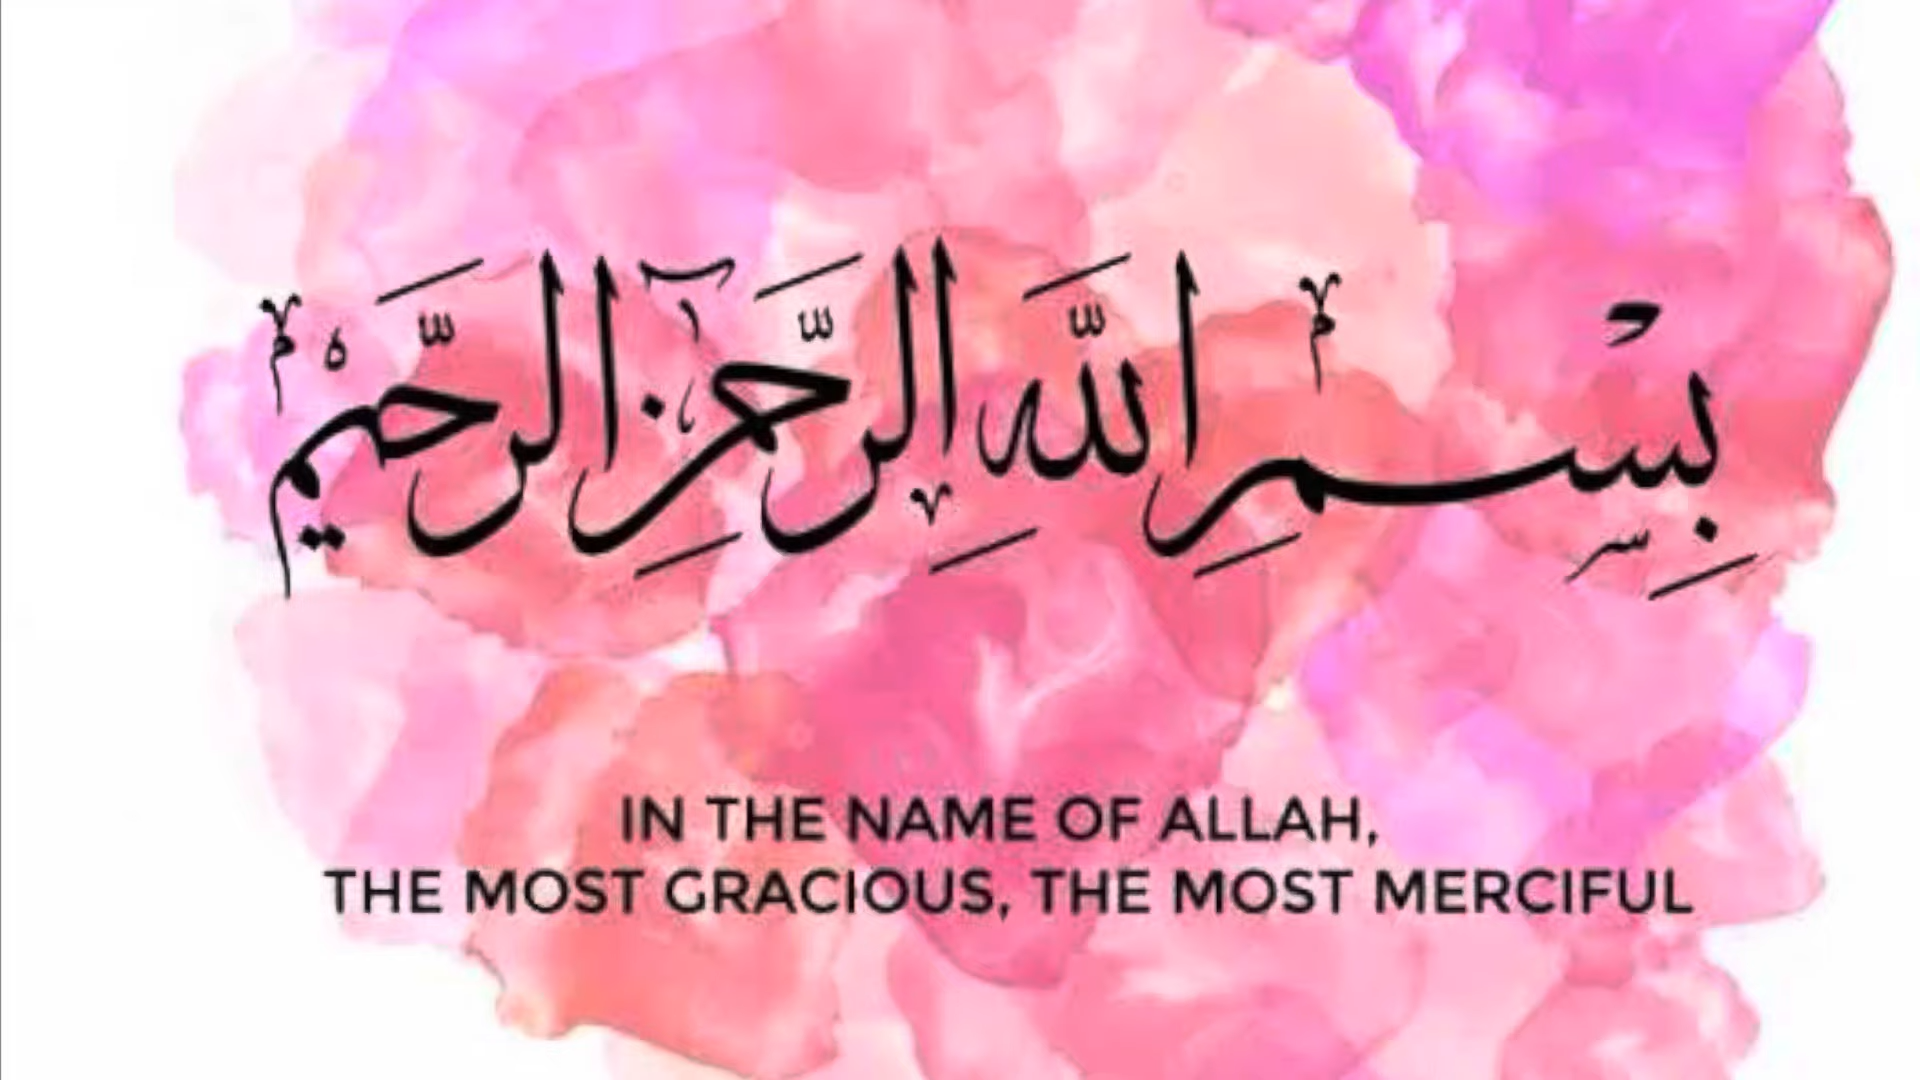 بِسْمِ اللَّهِ الرَّحْمَٰنِ الرَّحِيمِ
IN THE NAME OF ALLAH,
THE MOST GRACIOUS, THE MOST MERCIFUL